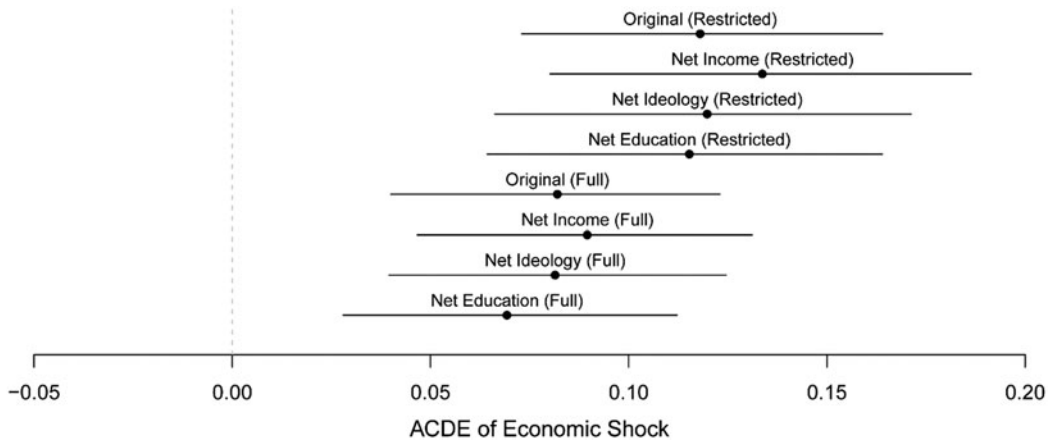 Original (Restricted)
Net Income (Restricted)
Net Ideology (Restricted)
Net Education (Restricted)
Original (Full)
Net Income (Full)
Net Ideology (Full)
Net Education (Full)
−0.05 0.00 0.05 0.10 0.15 0.20
ACDE of Economic Shock